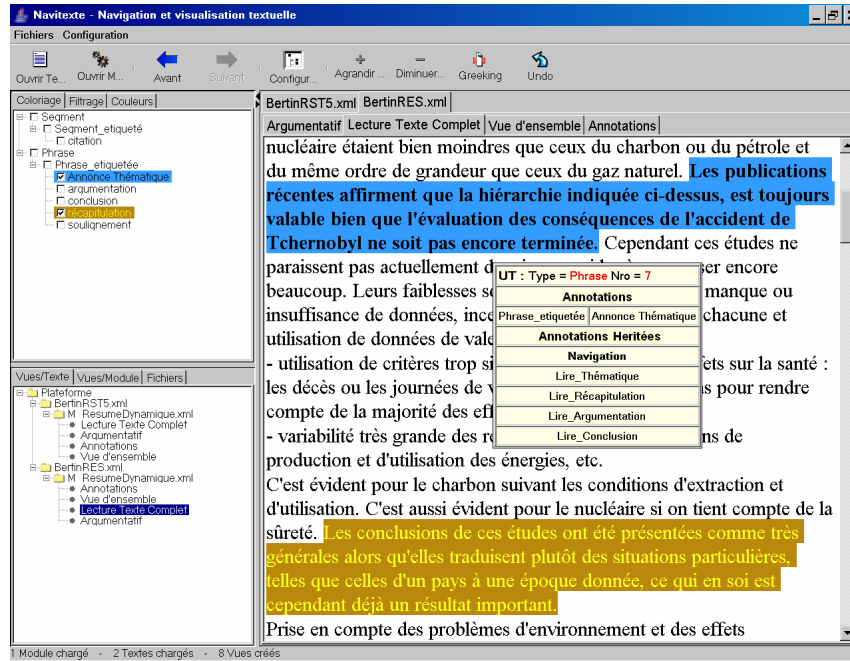 Navitexte - Navigation et visualisation textuelle
Fichiers Configuration
Ouvrir Te... Ouvrir M... Avant Suivant Configur... Agrandir ... Diminuer... Greeking Undo
Coloriage Filtrage Couleurs
Segment
Segment_etiqueté
citation
Phrase
Phrase_etiquetée
Annonce Thématique
argumentation
conclusion
récapitulation
soulignement
Vues/Texte Vues/Module Fichiers
Plateforme
BertinRST5.xml
M ResumeDynamique.xml
Lecture Texte Complet
Argumentatif
Annotations
Vue d'ensemble
BertinRES.xml
M ResumeDynamique.xml
Annotations
Vue d'ensemble
Lecture Texte Complet
Argumentatif
BertinRST5.xml BertinRES.xml
Argumentatif Lecture Texte Complet Vue d'ensemble Annotations
nucléaire étaient bien moindres que ceux du charbon ou du pétrole et
du même ordre de grandeur que ceux du gaz naturel. Les publications
récentes affirment que la hiérarchie indiquée ci-dessus, est toujours
valable bien que l'évaluation des conséquences de l'accident de
Tchernobyl ne soit pas encore terminée. Cependant ces études ne
paraissent pas actuellement ser encore
beaucoup. Leurs faiblesses manque ou
insuffisance de données, chacune et
utilisation de données de
- utilisation de critères trop fets sur la santé :
les décès ou les journées de s pour rendre
compte de la majorité des
- variabilité très grande des ns de
production et d'utilisation des énergies, etc.
C'est évident pour le charbon suivant les conditions d'extraction et
d'utilisation. C'est aussi évident pour le nucléaire si on tient compte de la
sûreté. Les conclusions de ces études ont été présentées comme très
générales alors qu'elles traduisent plutôt des situations particulières,
telles que celles d'un pays à une époque donnée, ce qui en soi est
cependant déjà un résultat important.
Prise en compte des problèmes d'environnement et des effets
UT : Type = Phrase Nro = 7
Annotations
Phrase_etiquetée Annonce Thématique
Annotations Heritées
Navigation
Lire_Thématique
Lire_Récapitulation
Lire_Argumentation
Lire_Conclusion
1 Module chargé - 2 Textes chargés - 8 Vues créés